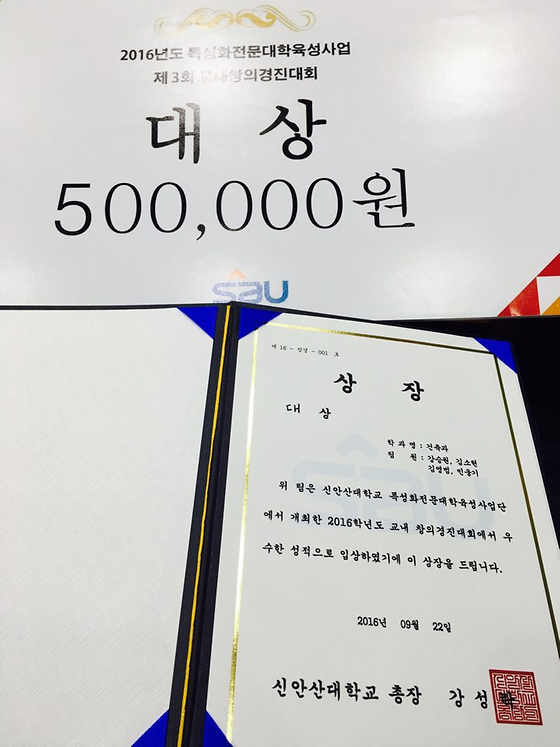 2016년도 특성화전문대학육성사업
제 3회 교내창의경진대회
대 상
500,000원
sau
제 16 - 창경 - 001 호
상 장
대 상
학 과 명 : 건축과
팀 원 : 강승원, 김소현
김영범, 민웅기
위 팀은 신안산대학교 특성화전문대학육성사업단
에서 개최한 2016학년도 교내 창의경진대회에서 우
수한 성적으로 입상하였기에 이 상장을 드립니다.
2016년 09월 22일
신안산대학교 총장 강 성